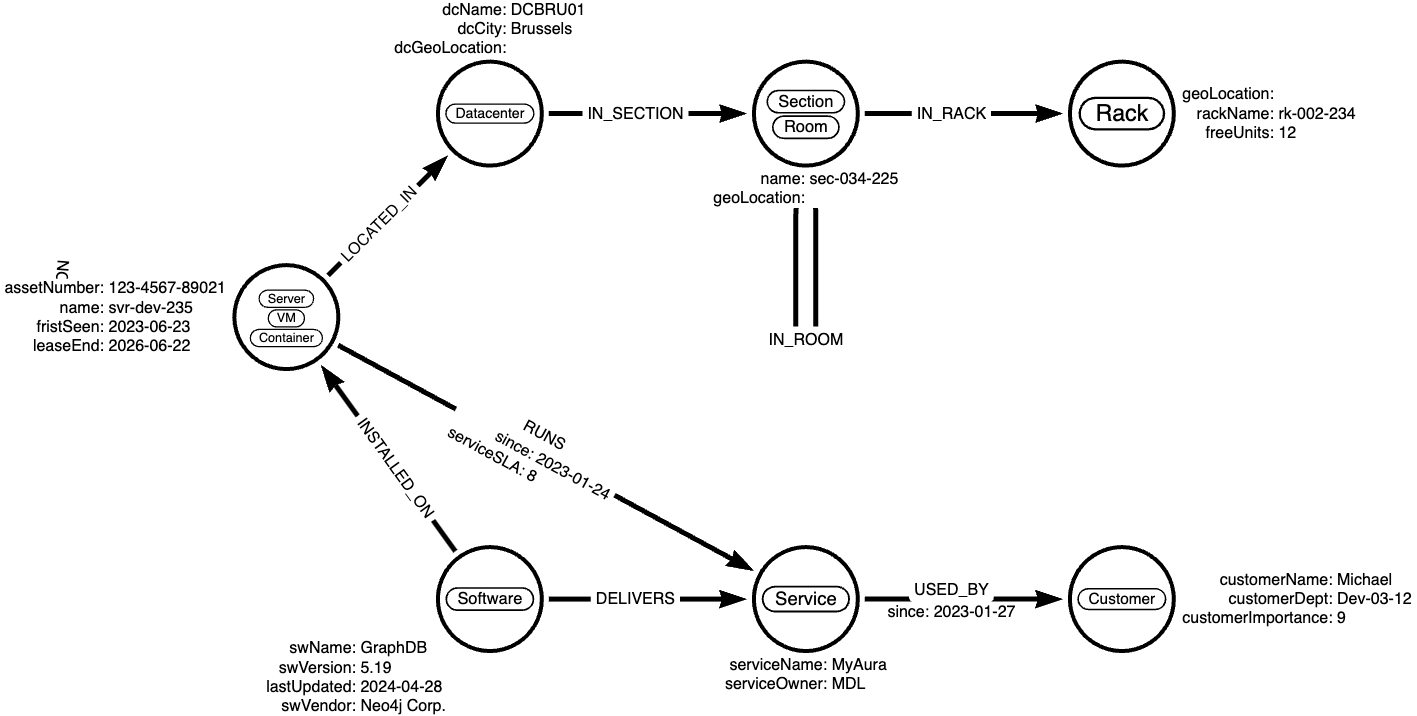 dcName: DCBRU01
dcCity: Brussels
dcGeoLocation:
Datacenter
IN_SECTION
Section
Room
IN_RACK
Rack
geoLocation:
rackName: rk-002-234
freeUnits: 12
name: sec-034-225
geoLocation:
IN_ROOM
LOCATED_IN
assetNumber: 123-4567-89021
name: svr-dev-235
fristSeen: 2023-06-23
leaseEnd: 2026-06-22
Server
VM
Container
RUNS
since: 2023-01-24
serviceSLA: 8
INSTALLED_ON
Software
DELIVERS
Service
USED_BY
since: 2023-01-27
Customer
customerName: Michael
customerDept: Dev-03-12
customerImportance: 9
swName: GraphDB
swVersion: 5.19
lastUpdated: 2024-04-28
swVendor: Neo4j Corp.
serviceName: MyAura
serviceOwner: MDL